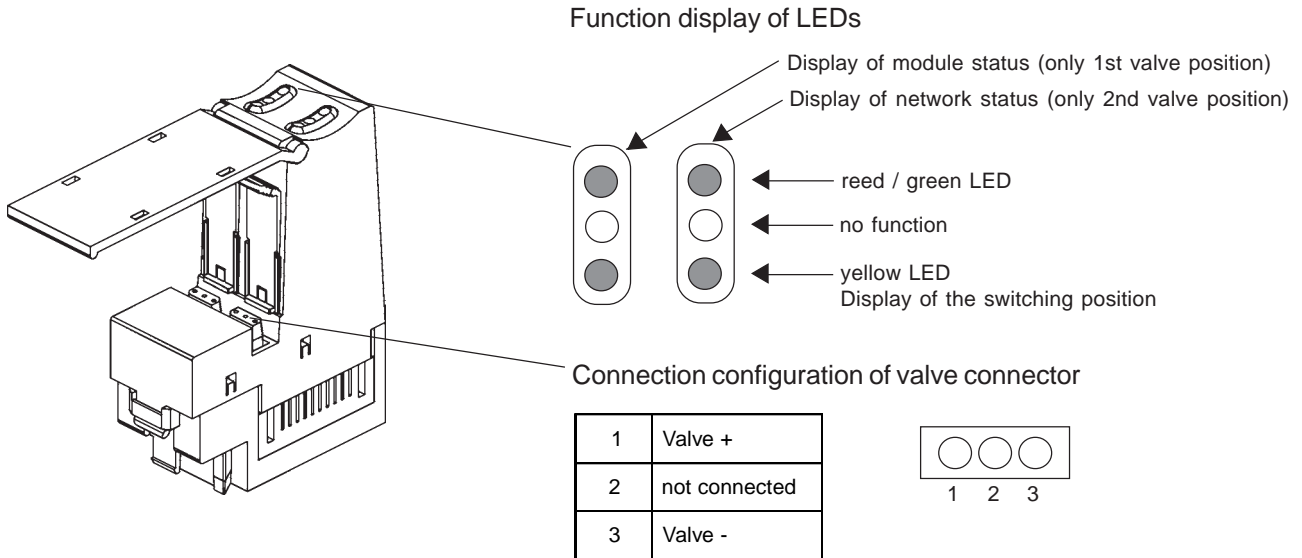 Function display of LEDs
Display of module status (only 1st valve position)
Display of network status (only 2nd valve position)
reed / green LED
no function
yellow LED
Display of the switching position
Connection configuration of valve connector
1 Valve +
2 not connected
3 Valve -
1 2 3